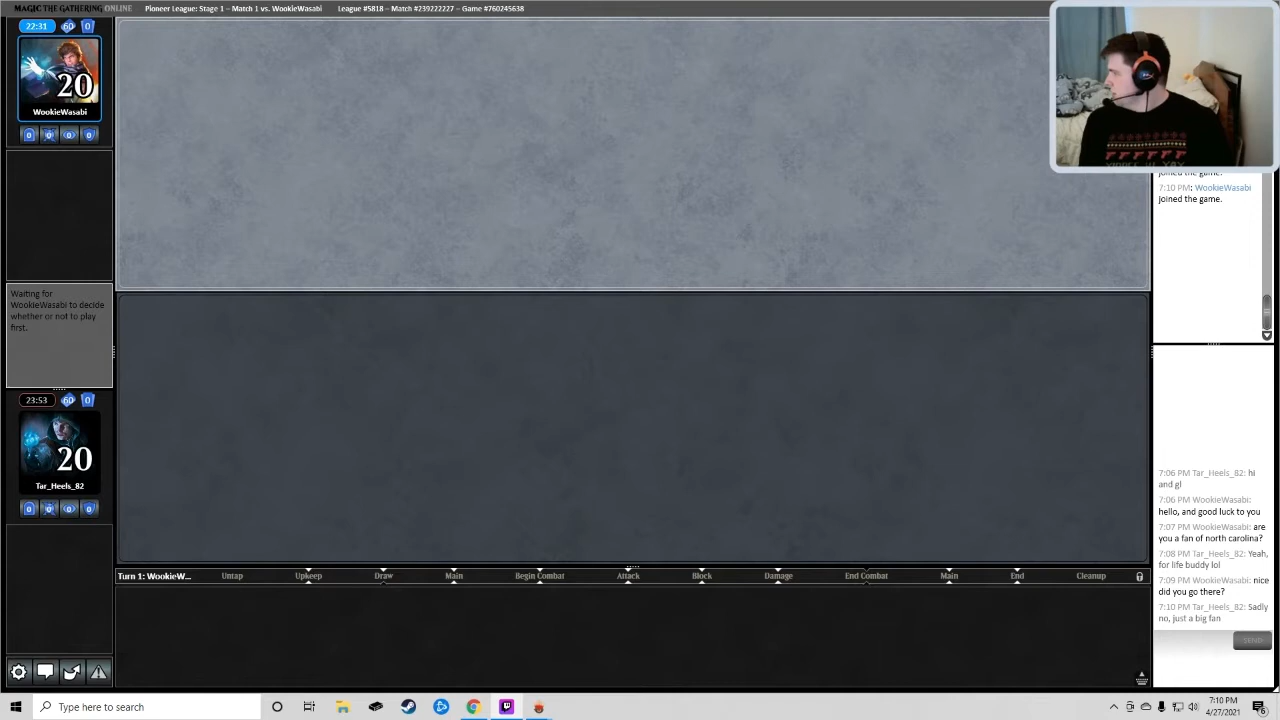 MAGIC THE GATHERING ONLINE Pioneer League: Stage 1 – Match 1 vs. WookieWasabi League #5818 – Match #239222227 – Game #760245638
22:31 60 0
20
WookieWasabi
0 0 0 0
Waiting for
WookieWasabi to decide
whether or not to play
first.
23:53 60 0
20
Tar_Heels_82
0 0 0 0
joined the game.
7:10 PM: WookieWasabi
joined the game.
7:06 PM Tar_Heels_82: hi
and gl
7:06 PM WookieWasabi:
hello, and good luck to you
7:07 PM WookieWasabi: are
you a fan of north carolina?
7:08 PM Tar_Heels_82: Yeah,
for life buddy lol
7:09 PM WookieWasabi: nice
did you go there?
7:10 PM Tar_Heels_82: Sadly
no, just a big fan
SEND
Turn 1: WookieW... Untap Upkeep Draw Main Begin Combat Attack Block Damage End Combat Main End Cleanup
Type here to search
7:10 PM
4/27/2021
6